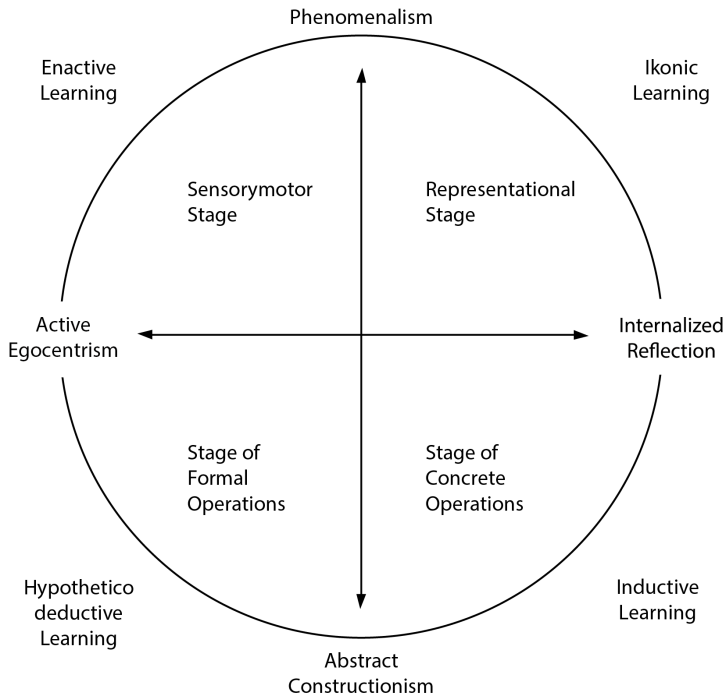 Phenomenalism
Enactive
Learning
Ikonic
Learning
Sensorymotor
Stage
Representational
Stage
Active
Egocentrism
Internalized
Reflection
Stage of
Formal
Operations
Stage of
Concrete
Operations
Hypothetico
deductive
Learning
Inductive
Learning
Abstract
Constructionism